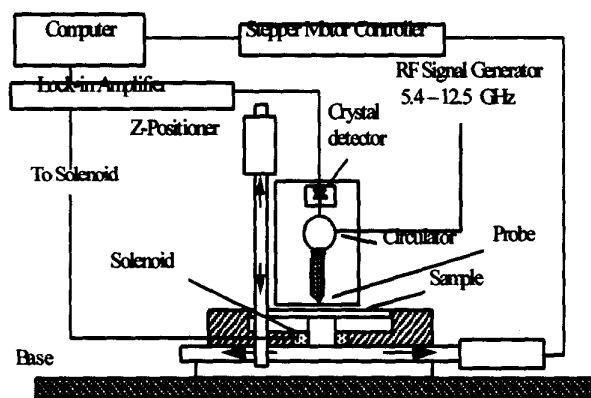 Computer
Stepper Motor Controller
Lock-in Amplifier
RF Signal Generator
5.4 – 12.5 GHz
Z-Positioner
Crystal
detector
To Solenoid
Circulator
Probe
Solenoid
Sample
Base